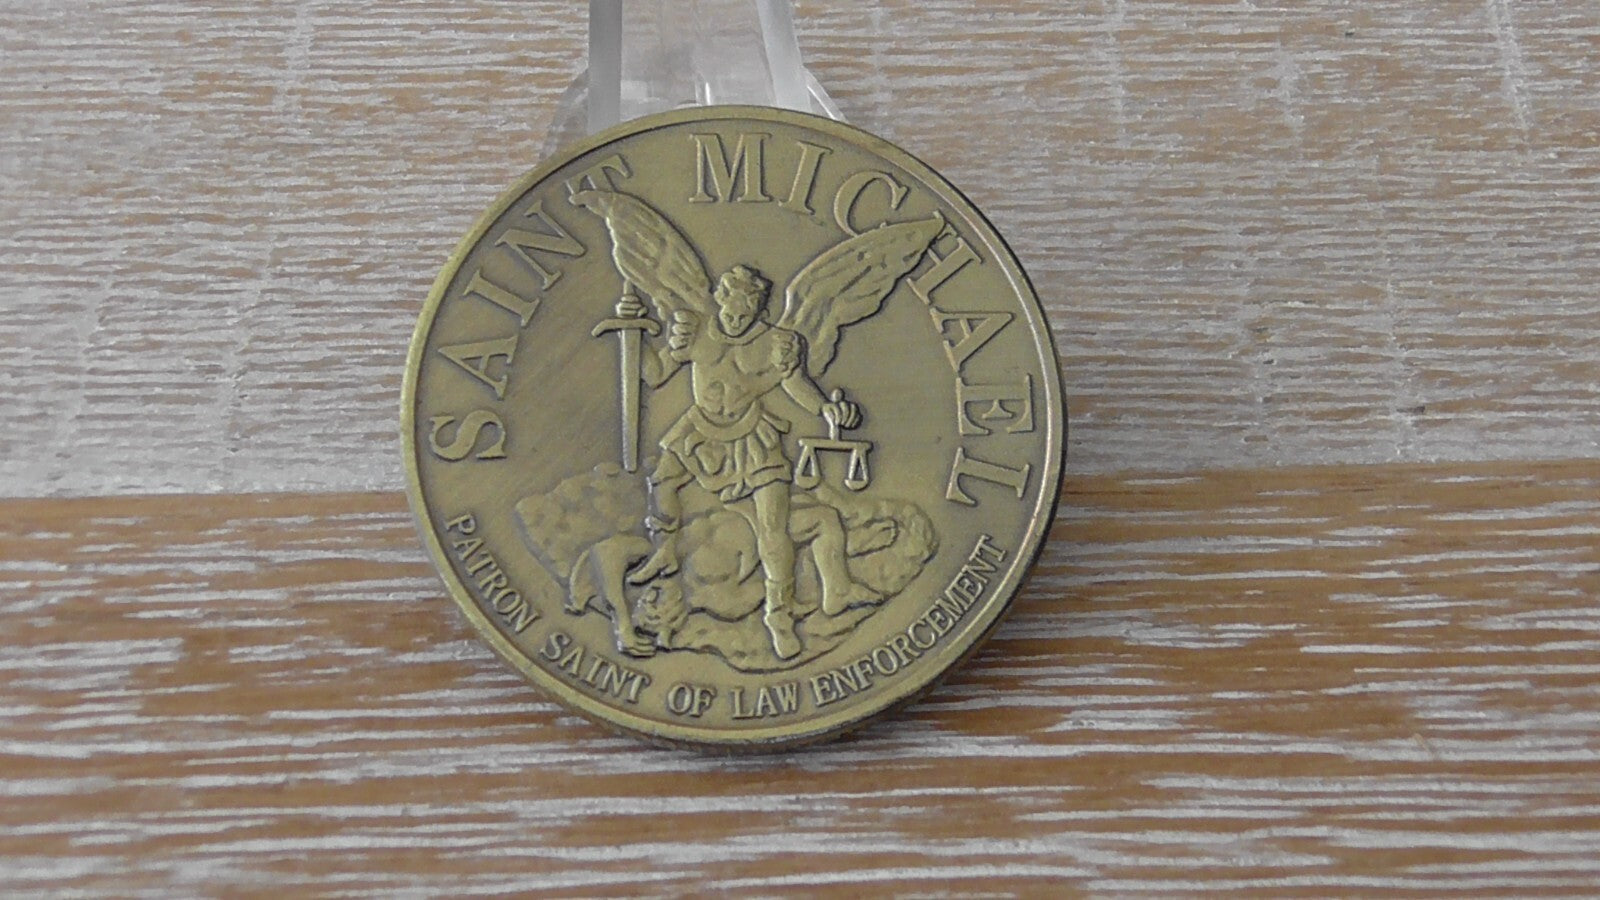 SAINT MICHAEL
PATRON SAINT OF LAW ENFORCEMENT